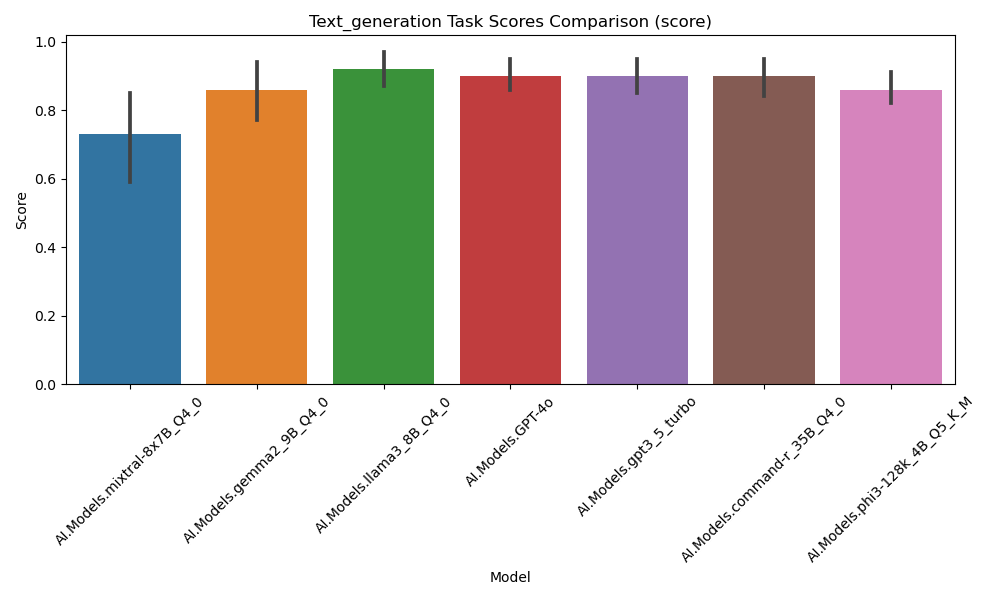 Text_generation Task Scores Comparison (score)
1.0
0.8
0.6
0.4
0.2
0.0
Score
AI.Models.mixtral-8x7B_Q4_0
AI.Models.gemma2_9B_Q4_0
AI.Models.llama3_8B_Q4_0
AI.Models.GPT-4o
AI.Models.gpt3_5_turbo
AI.Models.command-r_35B_Q4_0
AI.Models.phi3-128k_4B_Q5_K_M
Model